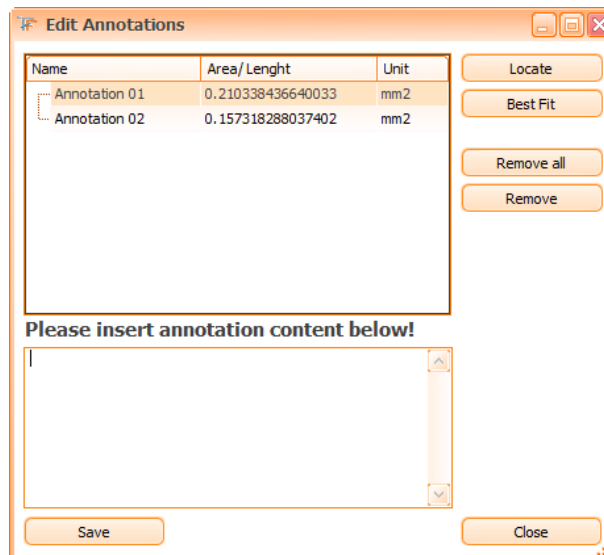 Edit Annotations
Name Area/Lenght Unit
Annotation 01 0.210338436640033 mm2
Annotation 02 0.157318288037402 mm2
Locate
Best Fit
Remove all
Remove
Please insert annotation content below!
Save
Close